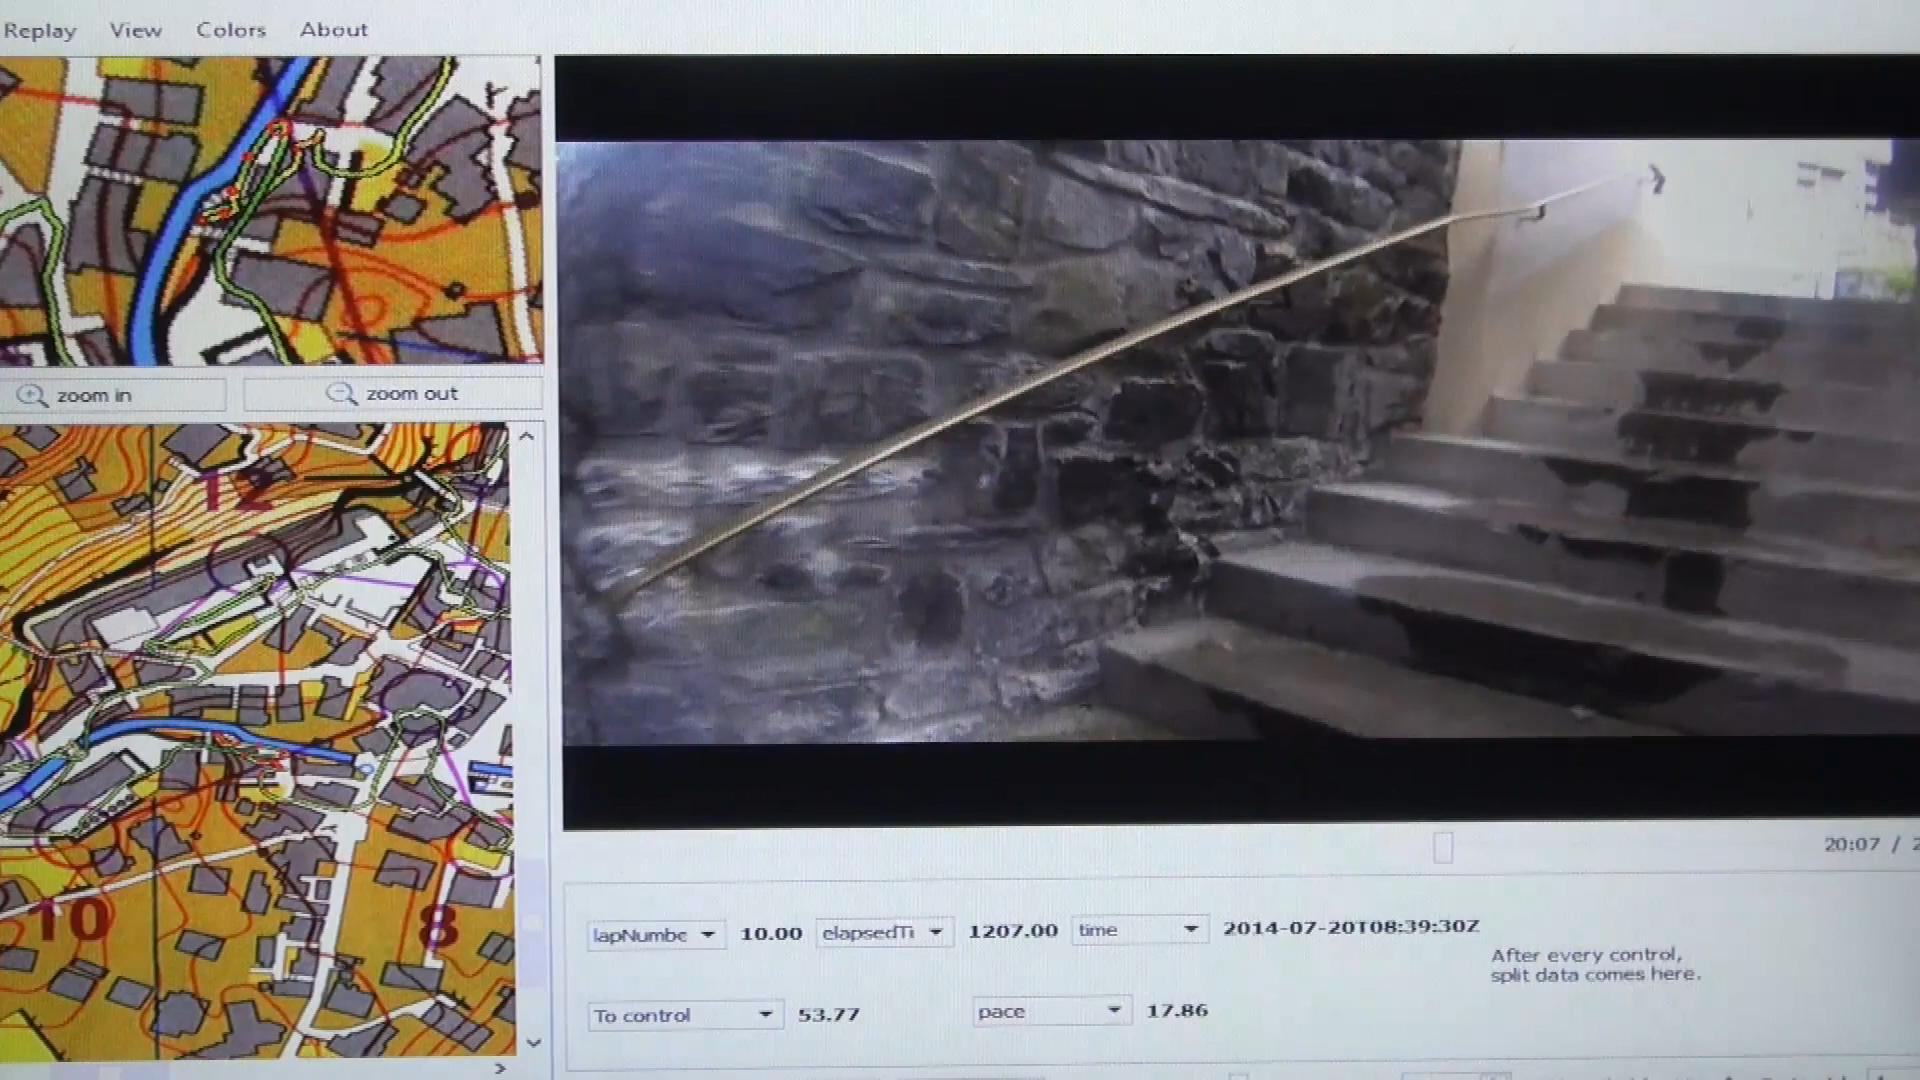 Replay View Colors About
zoom in zoom out
12
10 8
20:07 /
lapNumbe 10.00 elapsedTi 1207.00 time 2014-07-20T08:39:30Z
After every control,
split data comes here.
To control 53.77 pace 17.86